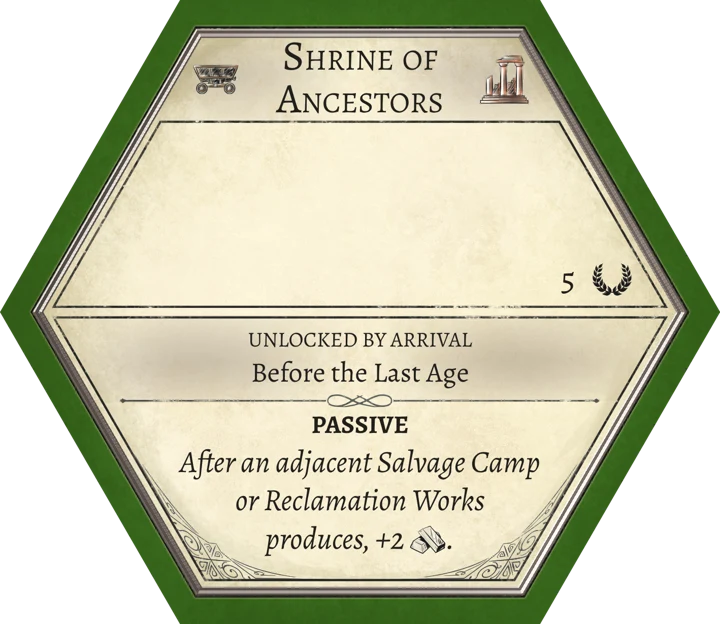 Shrine of
Ancestors
5
UNLOCKED BY ARRIVAL
Before the Last Age
PASSIVE
After an adjacent Salvage Camp
or Reclamation Works
produces, +2 .